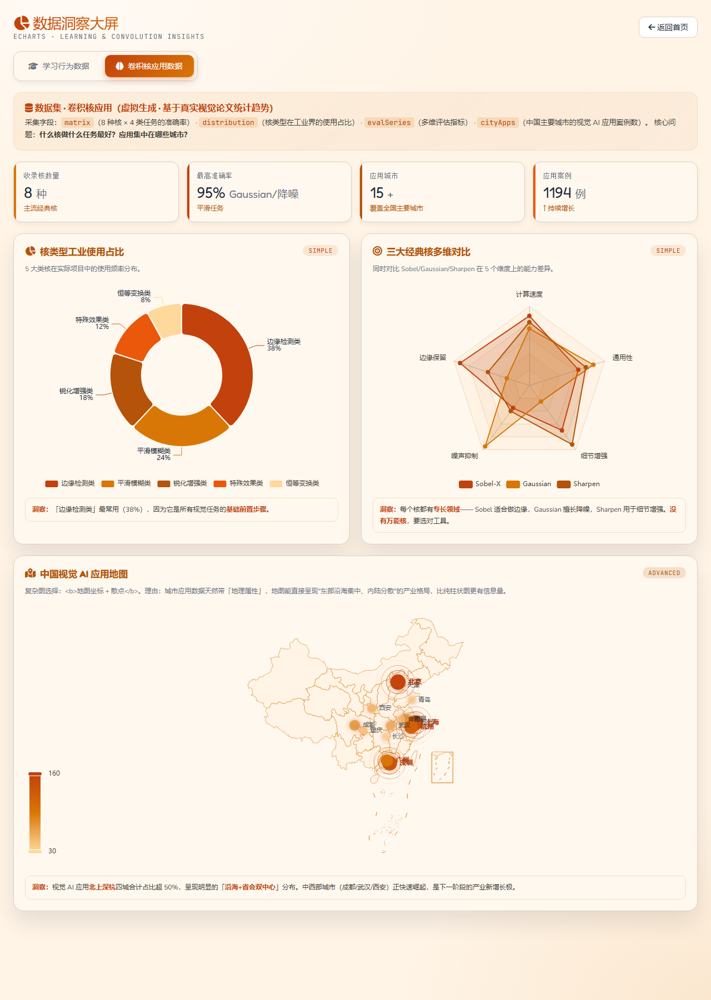 数据洞察大屏
ECHARTS · LEARNING & CONVOLUTION INSIGHTS
返回首页
学习行为数据
卷积核应用数据
数据集 · 卷积核应用（虚拟生成 · 基于真实视觉论文统计趋势）
采集字段： matrix （8 种核 × 4 类任务的准确率） · distribution （核类型在工业界的使用占比） · evalSeries （多维评估指标） · cityApps （中国主要城市的视觉 AI 应用案例数）。 核心问
题：什么核做什么任务最好？应用集中在哪些城市？
收录核数量
8 种
主流经典核
最高准确率
95% Gaussian/降噪
平滑任务
应用城市
15 +
覆盖全国主要城市
应用案例
1194 例
↑ 持续增长
核类型工业使用占比
SIMPLE
5 大类核在实际项目中的使用频率分布。
恒等变换类
8%
特殊效果类
12%
边缘检测类
38%
锐化增强类
18%
平滑模糊类
24%
边缘检测类 平滑模糊类 锐化增强类 特殊效果类 恒等变换类
洞察：「边缘检测类」最常用（38%），因为它是所有视觉任务的基础前置步骤。
三大经典核多维对比
SIMPLE
同时对比 Sobel/Gaussian/Sharpen 在 5 个维度上的能力差异。
计算速度
边缘保留
通用性
噪声抑制
细节增强
Sobel-X Gaussian Sharpen
洞察：每个核都有专长领域—— Sobel 适合做边缘，Gaussian 擅长降噪，Sharpen 用于细节增强。没
有万能核，要选对工具。
中国视觉 AI 应用地图
ADVANCED
复杂图选择：<b>地图坐标 + 散点</b>。理由：城市应用数据天然带「地理属性」，地图能直接呈现"东部沿海集中、内陆分散"的产业格局，比纯柱状图更有信息量。
北京
天津
青岛
西安
上海
杭州
成都
武汉
重庆
长沙
广州
深圳
160
30
洞察：视觉 AI 应用北上深杭四城合计占比超 50%，呈现明显的「沿海+省会双中心」分布。中西部城市（成都/武汉/西安）正快速崛起，是下一阶段的产业新增长极。